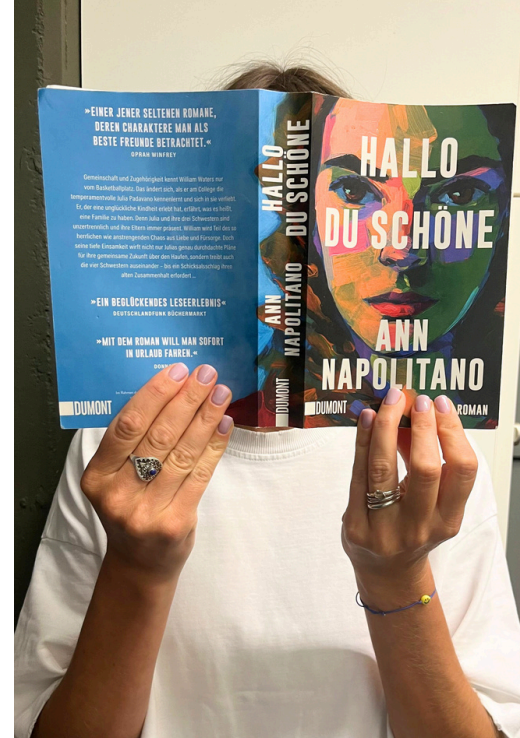 »EINER JENER SELTENEN ROMANE,
DEREN CHARAKTERE MAN ALS
BESTE FREUNDE BETRACHTET.«
OPRAH WINFREY
Gemeinschaft und Zugehörigkeit kennt William Waters nur
vom Basketballplatz. Das ändert sich, als er am College die
temperamentvolle Julia Padavano kennenlernt und sich in sie verliebt.
Er, der eine unglückliche Kindheit erlebt hat, erfährt, was es heißt,
eine Familie zu haben: Denn Julia und ihre drei Schwestern sind
unzertrennlich und ihre Eltern immer präsent. William wird Teil des so
herrlichen wie anstrengenden Chaos aus Liebe und Fürsorge. Doch
seine tiefe Einsamkeit wirft nicht nur Julias genau durchdachte Pläne
für ihre gemeinsame Zukunft über den Haufen, sondern treibt auch
die vier Schwestern auseinander – bis ein Schicksalsschlag ihren
alten Zusammenhalt erfordert ...
»EIN BEGLÜCKENDES LESEERLEBNIS«
DEUTSCHLANDFUNK BÜCHERMARKT
»MIT DEM ROMAN WILL MAN SOFORT
IN URLAUB FAHREN.«
DUMONT
HALLO
DU SCHÖNE
ANN
NAPOLITANO
DUMONT
HALLO
DU SCHÖNE
ANN
NAPOLITANO
DUMONT
ROMAN